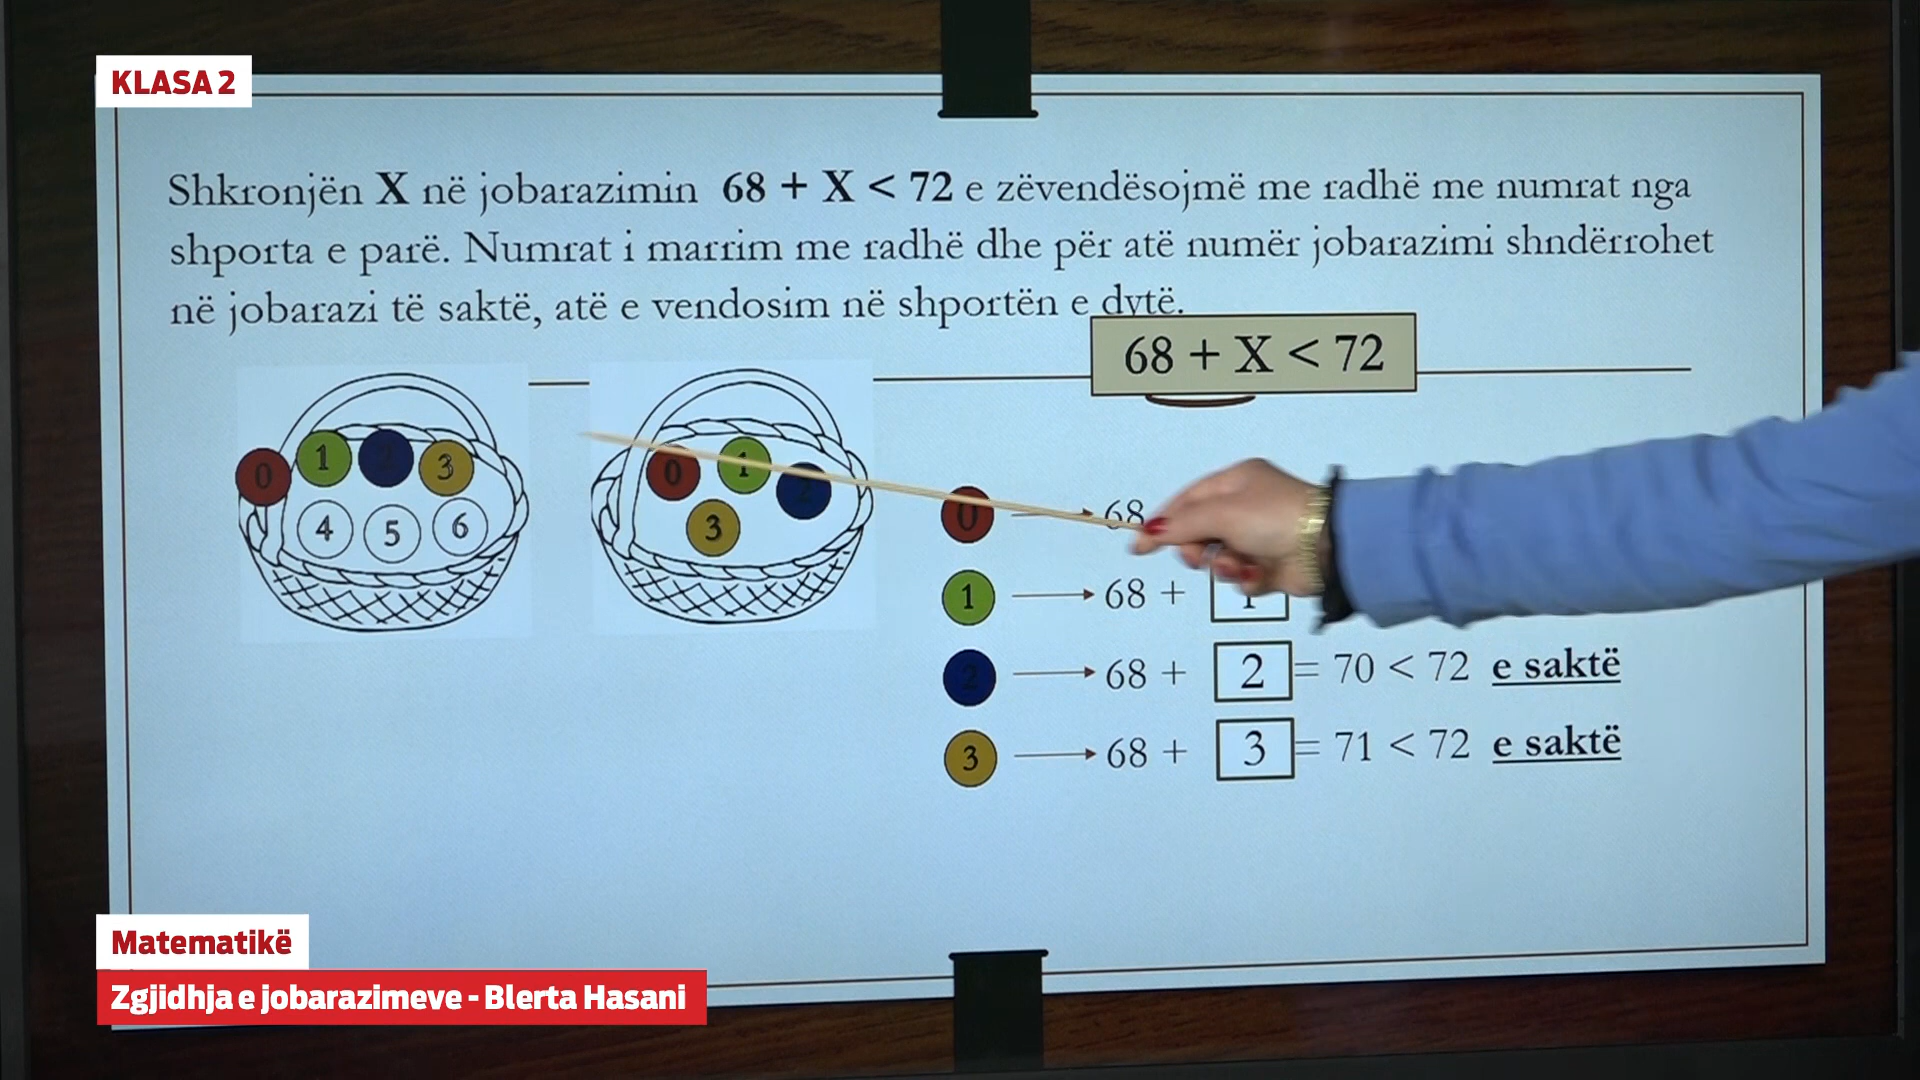 KLASA 2
Shkronjën X në jobarazimin 68 + X < 72 e zëvendësojmë me radhë me numrat nga
shporta e parë. Numrat i marrim me radhë dhe për atë numër jobarazimi shndërrohet
në jobarazi të saktë, atë e vendosim në shportën e dytë.
68 + X < 72
0 1 2 3
4 5 6
0 1 2
3
0 68
1 68 + 1
2 68 + 2 = 70 < 72 e saktë
3 68 + 3 = 71 < 72 e saktë
Matematikë
Zgjidhja e jobarazimeve - Blerta Hasani